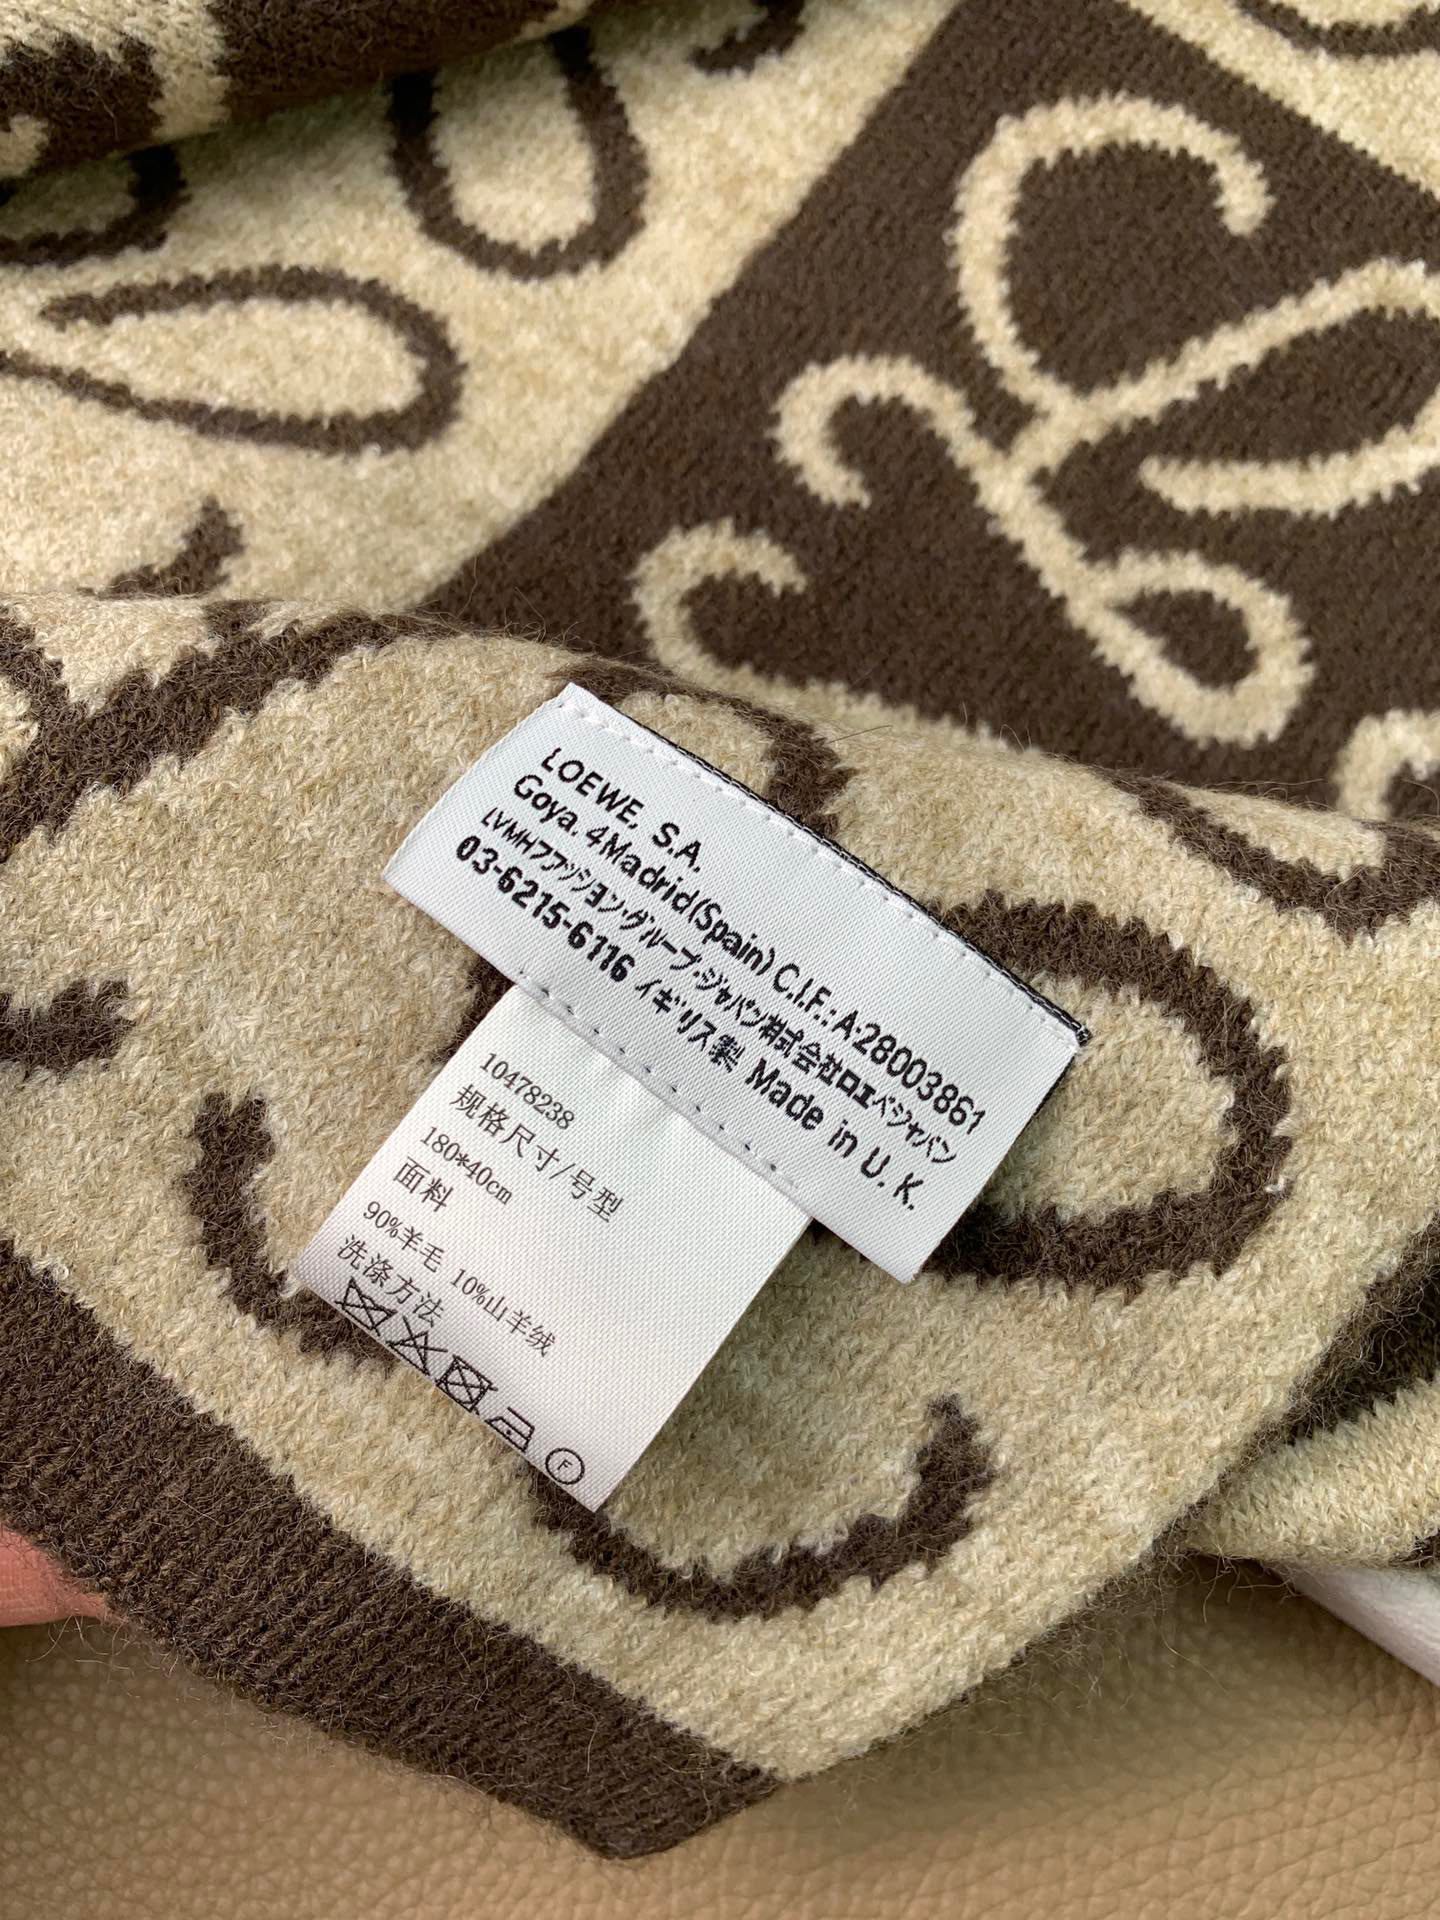 LOEWE, S.A.
Goya. 4Madrid(Spain) C.I.F.: A-28003861
LVMHファッション・グループ・ジャパン株式会社ロエベジャパン
03-6215-6116 イギリス製 Made in U. K.
10478238
规格尺寸/号型
180*40cm
面料
90%羊毛 10%山羊绒
洗涤方法
F